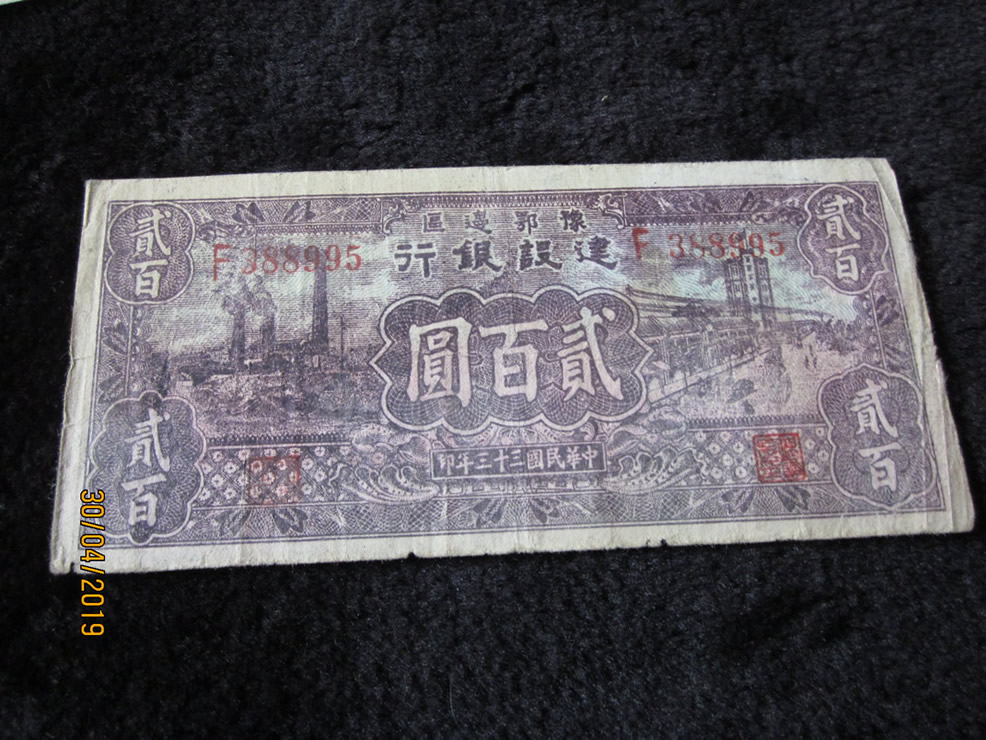 豫鄂邊區
建設銀行
F 388995
F 388995
貳百
貳百
貳百圓
貳百
貳百
中華民國三十三年印
30/04/2019